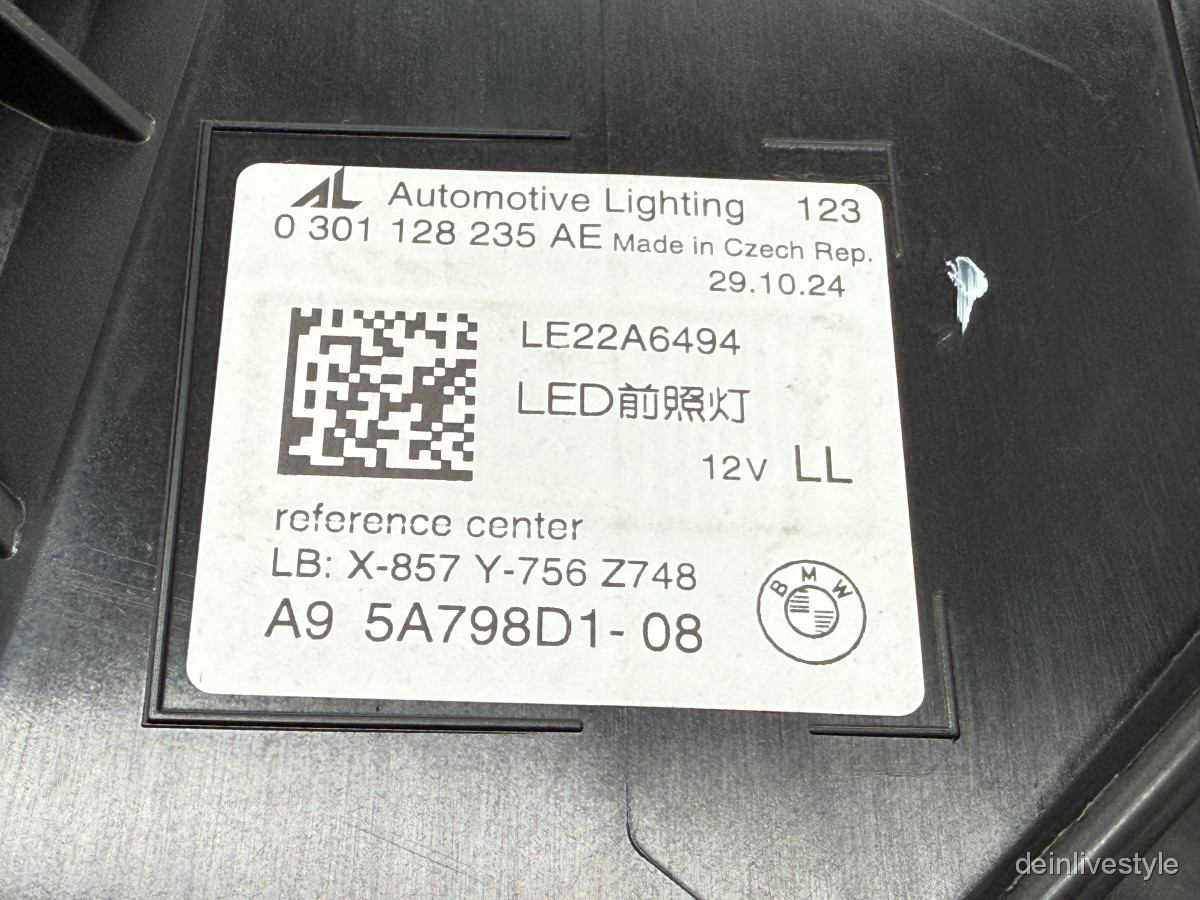 AL Automotive Lighting 123
0 301 128 235 AE Made in Czech Rep.
29.10.24
LE22A6494
LED前照灯
12V LL
reference center
LB: X-857 Y-756 Z748
A9 5A798D1- 08
BMW
deinlivestyle